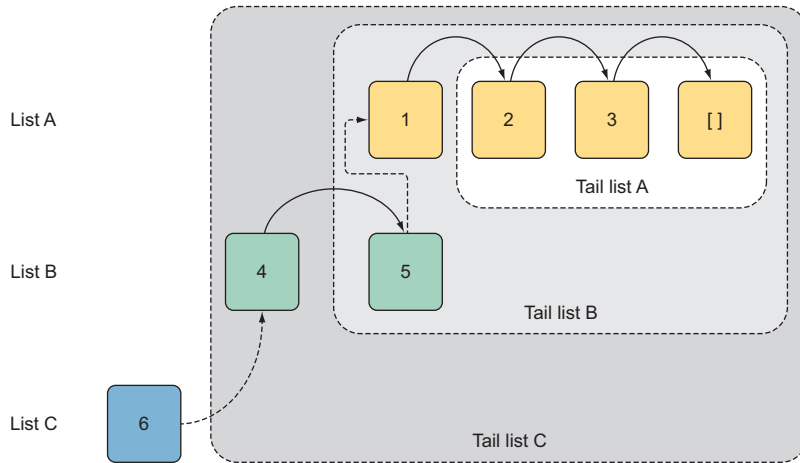 List A
1
2
3
[ ]
Tail list A
List B
4
5
Tail list B
List C
6
Tail list C